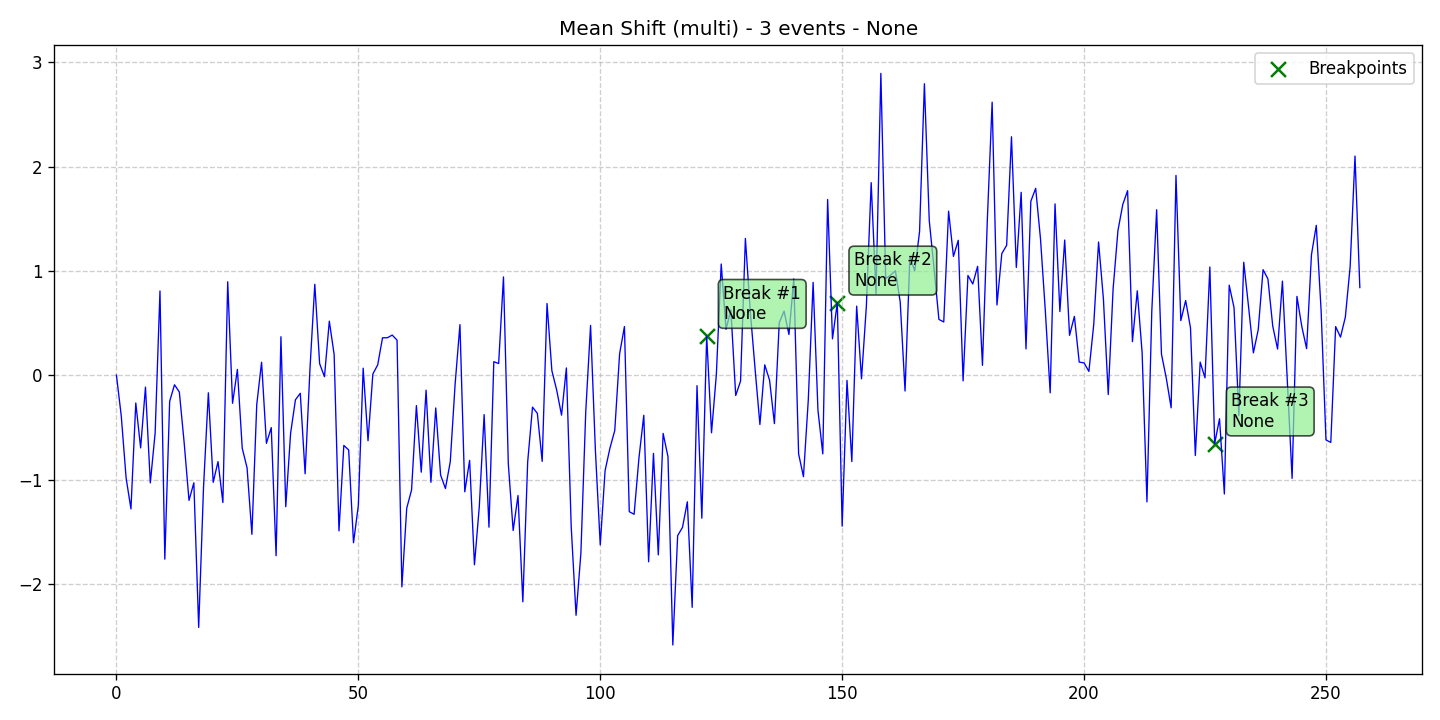 Mean Shift (multi) - 3 events - None
Breakpoints
3
2
1
0
−1
−2
Break #1
None
Break #2
None
Break #3
None
0
50
100
150
200
250